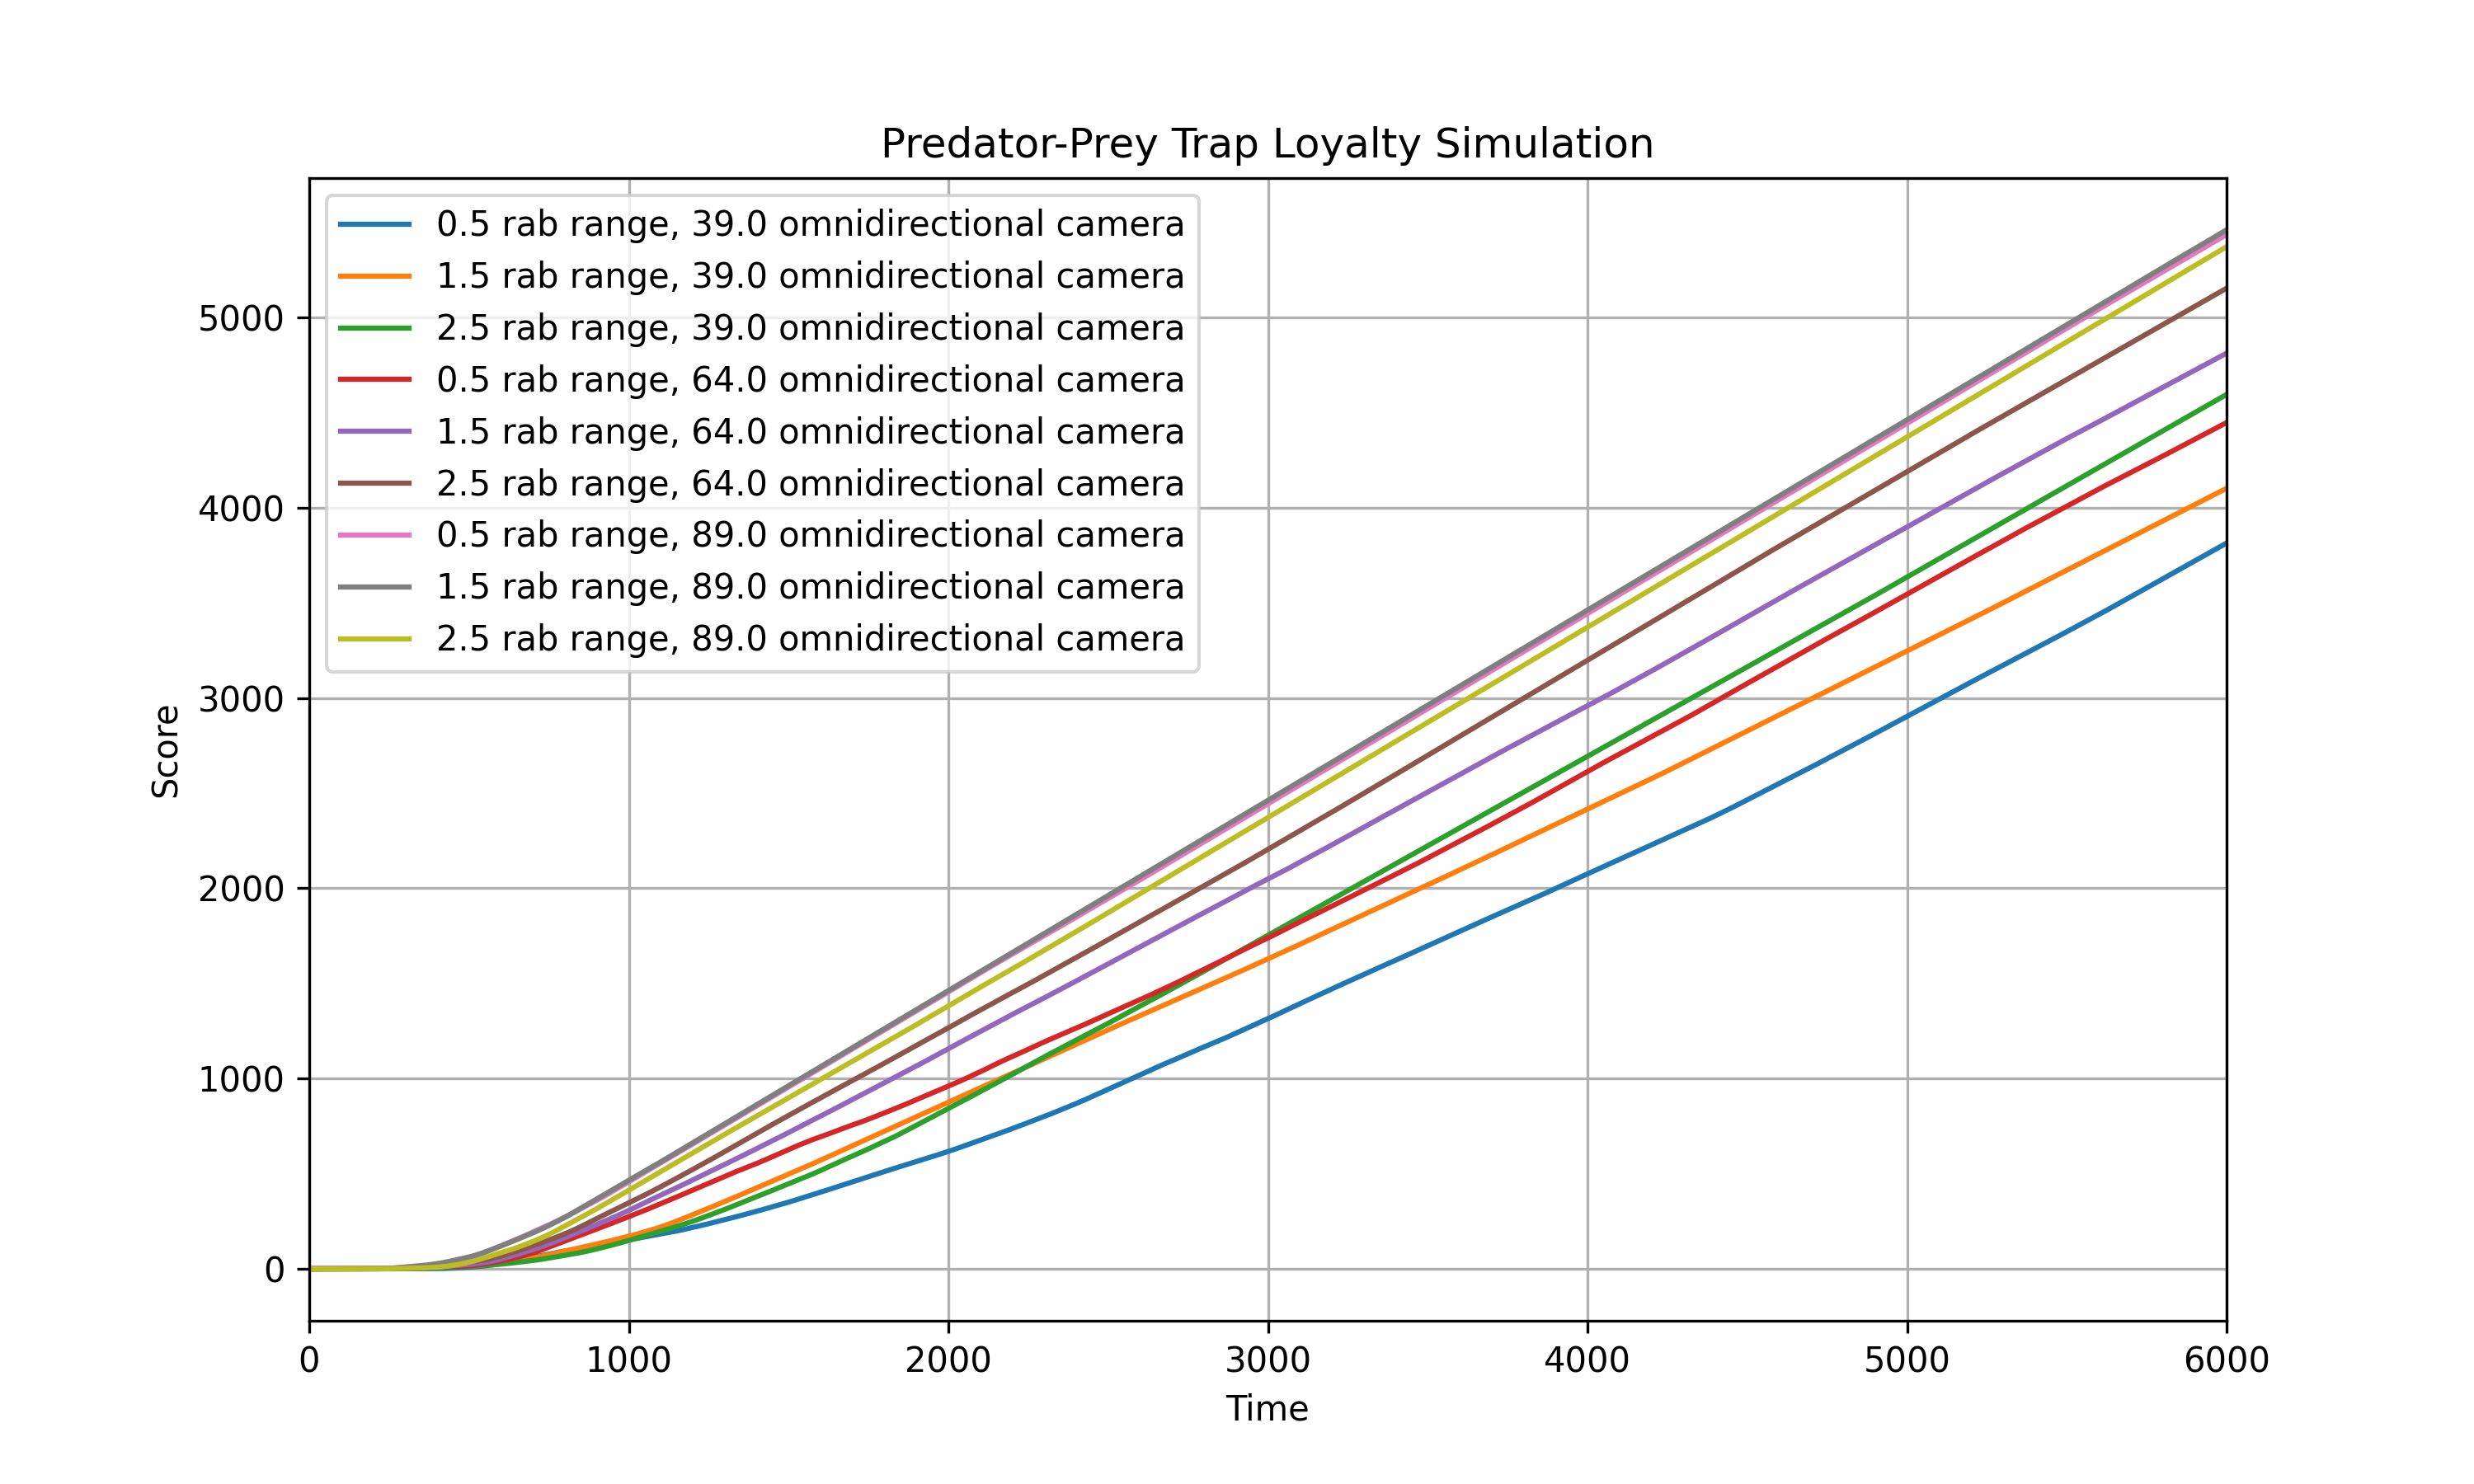 Predator-Prey Trap Loyalty Simulation
0.5 rab range, 39.0 omnidirectional camera
1.5 rab range, 39.0 omnidirectional camera
2.5 rab range, 39.0 omnidirectional camera
0.5 rab range, 64.0 omnidirectional camera
1.5 rab range, 64.0 omnidirectional camera
2.5 rab range, 64.0 omnidirectional camera
0.5 rab range, 89.0 omnidirectional camera
1.5 rab range, 89.0 omnidirectional camera
2.5 rab range, 89.0 omnidirectional camera
Score
5000
4000
3000
2000
1000
0
0 1000 2000 3000 4000 5000 6000
Time